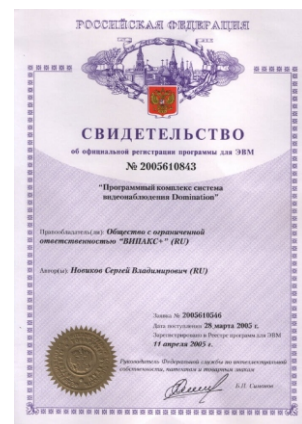 РОССИЙСКАЯ ФЕДЕРАЦИЯ
СВИДЕТЕЛЬСТВО
об официальной регистрации программы для ЭВМ
№ 2005610843
"Программный комплекс система
видеонаблюдения Domination"
Правообладатель(ли): Общество с ограниченной
ответственностью "ВИПАКС+" (RU)
Автор(ы): Новиков Сергей Владимирович (RU)
Заявка № 2005610546
Дата поступления 28 марта 2005 г.
Зарегистрировано в Реестре программ для ЭВМ
11 апреля 2005 г.
Руководитель Федеральной службы по интеллектуальной
собственности, патентам и товарным знакам
Б.П. Симонов